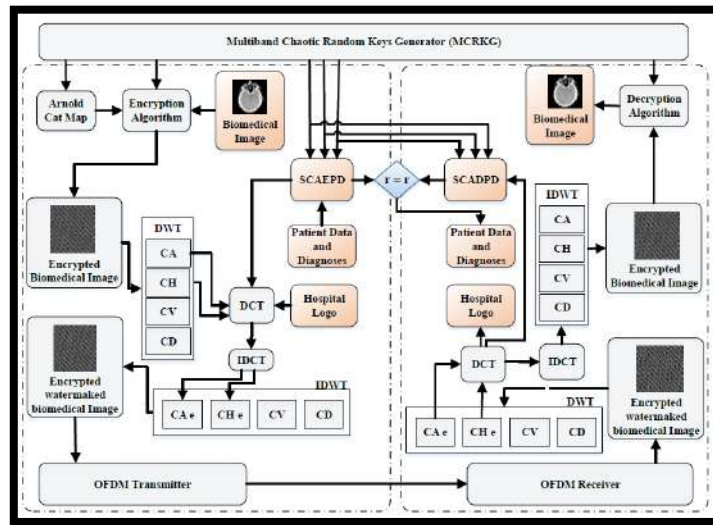 Multiband Chaotic Random Keys Generator (MCRKG)
Arnold
Cat Map
Encryption
Algorithm
Biomedical
Image
Biomedical
Image
Decryption
Algorithm
SCAEPD
r = r
SCADPD
Patient Data
and
Diagnoses
Patient Data
and
Diagnoses
Encrypted
Biomedical Image
DWT
CA
CH
CV
CD
DCT
Hospital
Logo
IDCT
IDWT
CA e
CH e
CV
CD
Encrypted
watermaked
biomedical Image
IDWT
CA
CH
CV
CD
Encrypted
Biomedical Image
Hospital
Logo
DCT
IDCT
DWT
CA e
CH e
CV
CD
Encrypted
watermaked
biomedical Image
OFDM Transmitter
OFDM Receiver